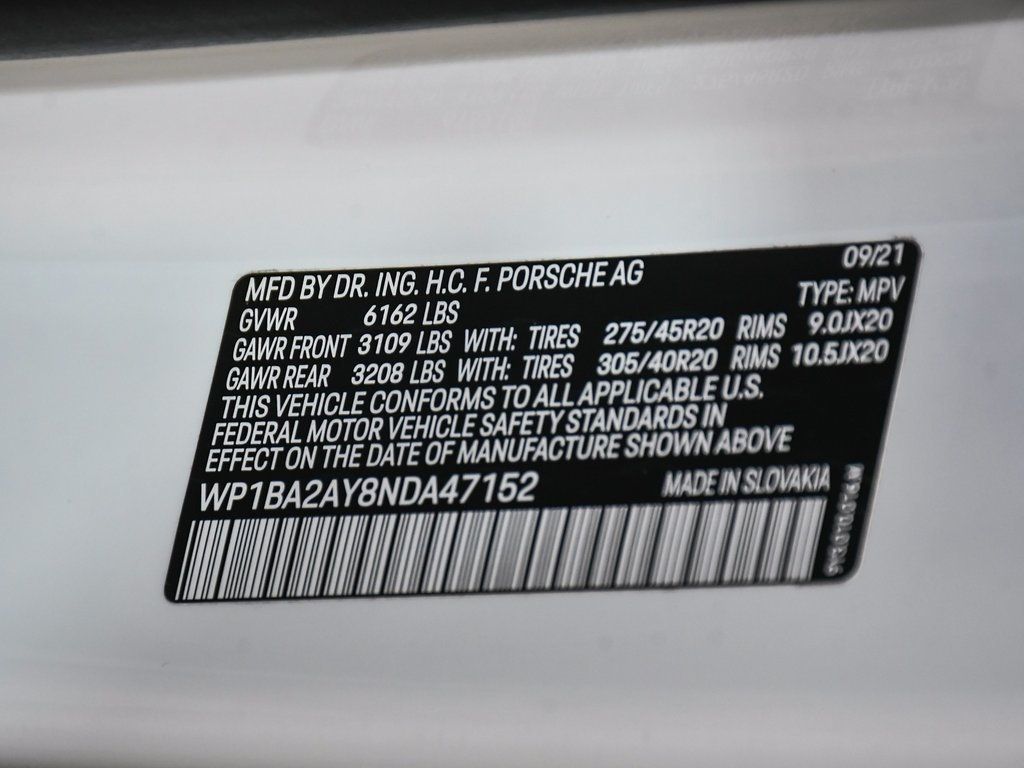 MFD BY DR. ING. H.C. F. PORSCHE AG 09/21
GVWR 6162 LBS TYPE: MPV
GAWR FRONT 3109 LBS WITH: TIRES 275/45R20 RIMS 9.0JX20
GAWR REAR 3208 LBS WITH: TIRES 305/40R20 RIMS 10.5JX20
THIS VEHICLE CONFORMS TO ALL APPLICABLE U.S.
FEDERAL MOTOR VEHICLE SAFETY STANDARDS IN
EFFECT ON THE DATE OF MANUFACTURE SHOWN ABOVE
WP1BA2AY8NDA47152 MADE IN SLOVAKIA